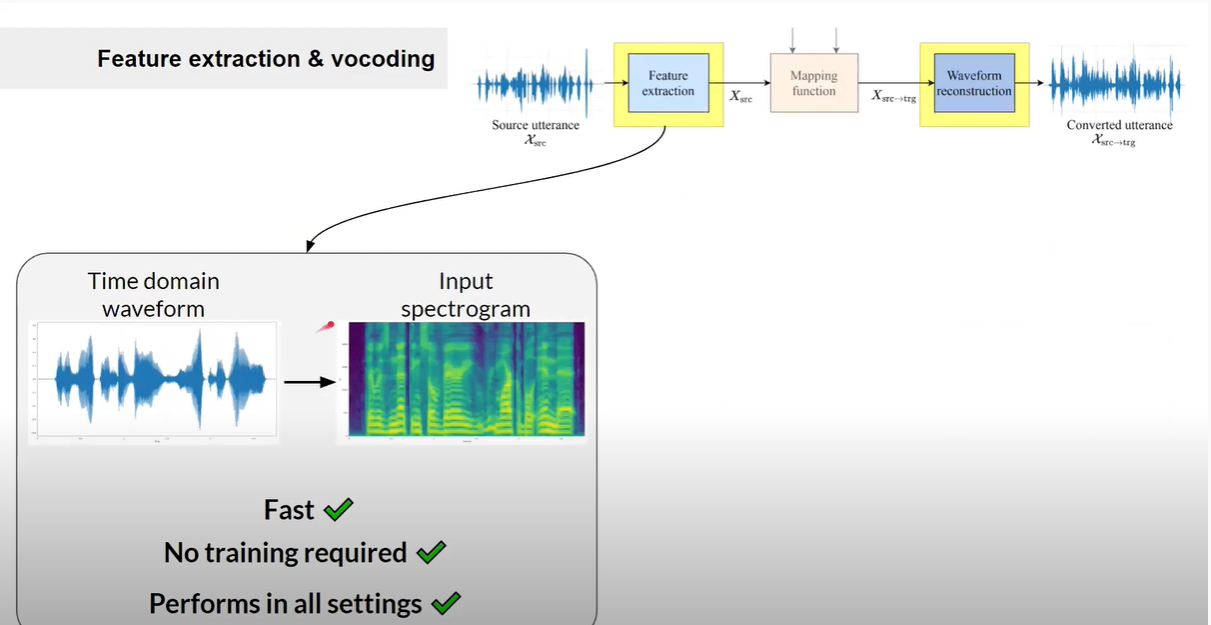 Feature extraction & vocoding
Source utterance
𝒳src
Feature
extraction
Xsrc
Mapping
function
Xsrc→trg
Waveform
reconstruction
Converted utterance
𝒳src→trg
Time domain
waveform
Input
spectrogram
Fast ✔
No training required ✔
Performs in all settings ✔